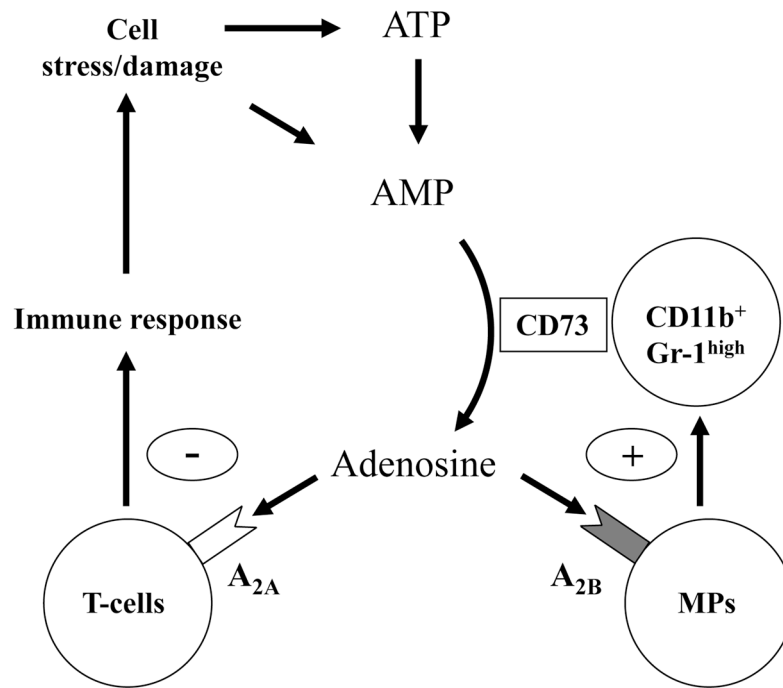 Cell
stress/damage
ATP
AMP
Immune response
CD73
CD11b⁺
Gr-1ʰⁱᵍʰ
-
Adenosine
+
T-cells
A₂A
A₂B
MPs